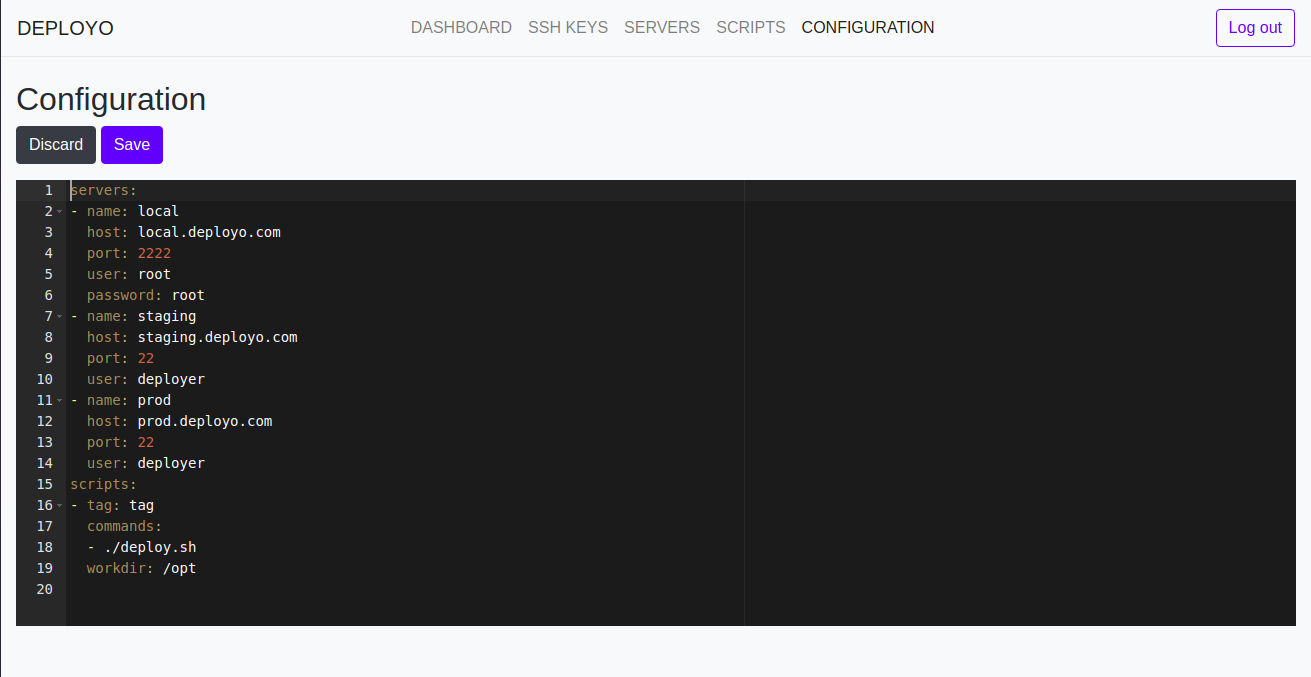 DEPLOYO DASHBOARD SSH KEYS SERVERS SCRIPTS CONFIGURATION Log out
Configuration
Discard Save
1 servers:
2 - name: local
3   host: local.deployo.com
4   port: 2222
5   user: root
6   password: root
7 - name: staging
8   host: staging.deployo.com
9   port: 22
10   user: deployer
11 - name: prod
12   host: prod.deployo.com
13   port: 22
14   user: deployer
15 scripts:
16 - tag: tag
17   commands:
18   - ./deploy.sh
19   workdir: /opt
20